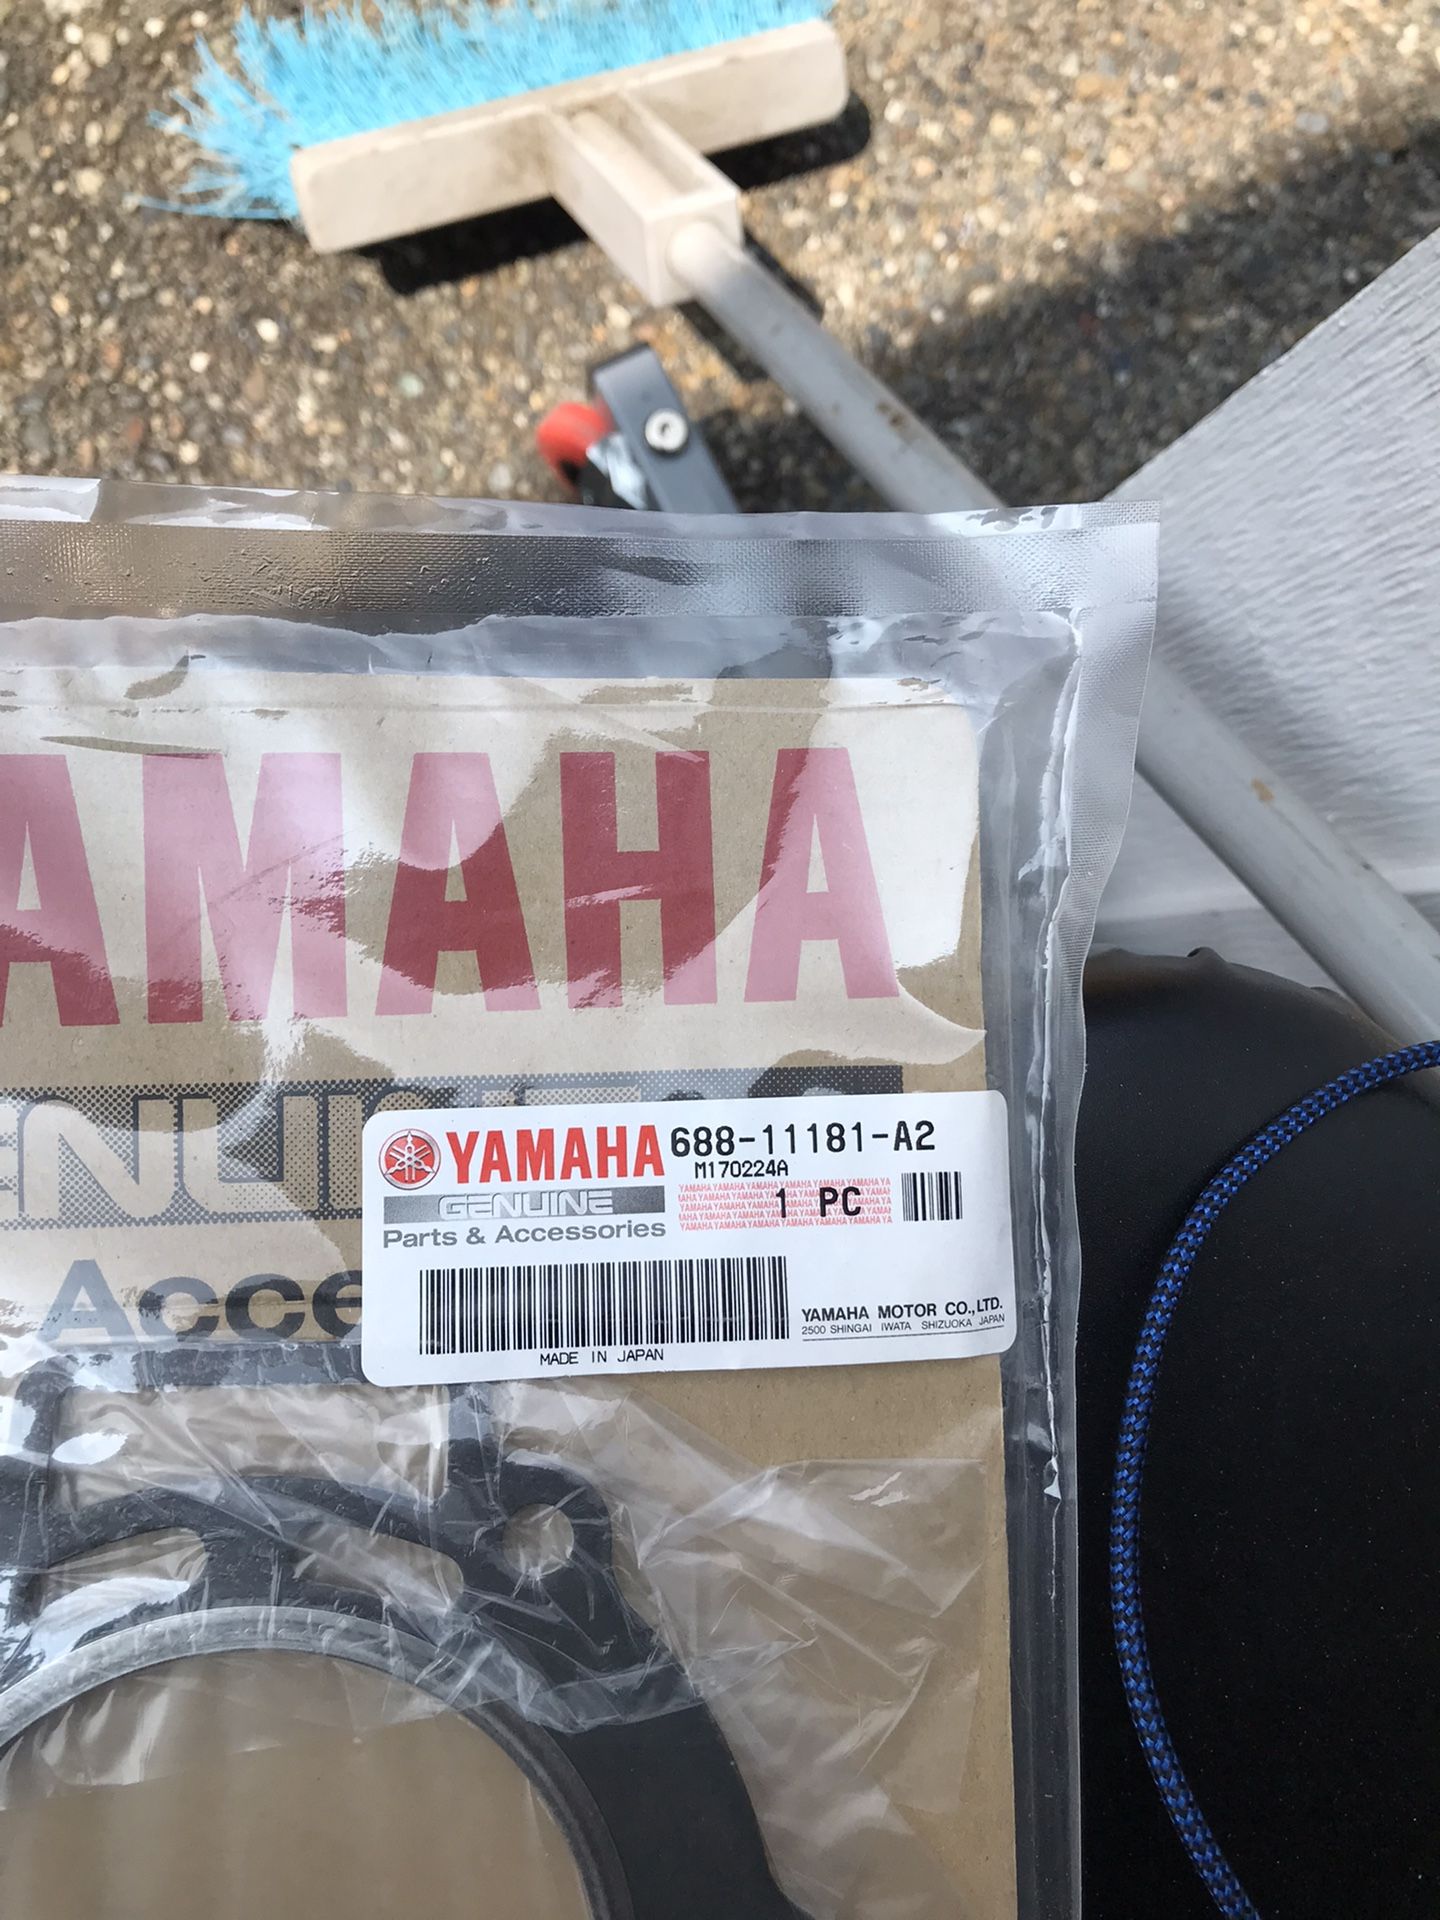 AMAHA
ENUINE
Acce
YAMAHA 688-11181-A2
M170224A
GENUINE
1 PC
Parts & Accessories
YAMAHA MOTOR CO.,LTD.
2500 SHINGAI IWATA SHIZUOKA JAPAN
MADE IN JAPAN